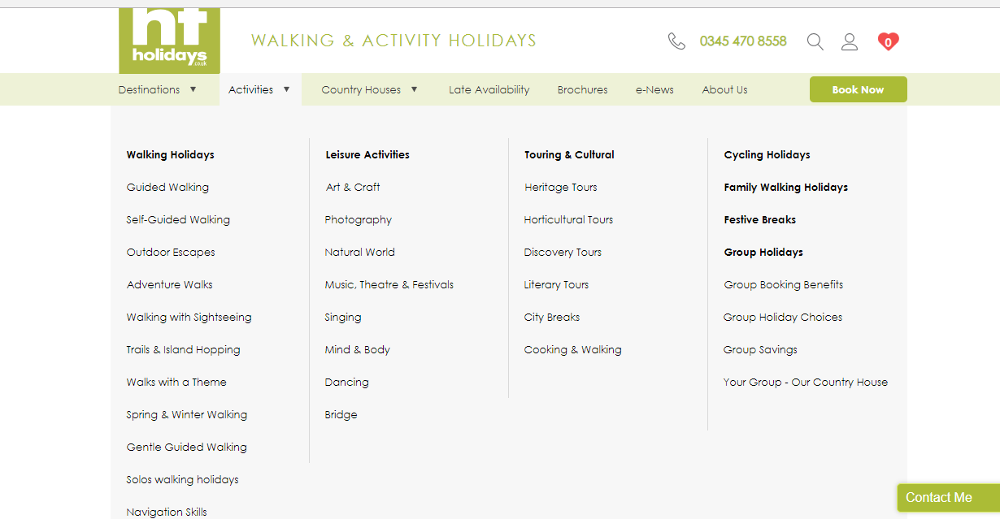 hf
holidays
.co.uk
WALKING & ACTIVITY HOLIDAYS
0345 470 8558
0
Destinations ▼
Activities ▼
Country Houses ▼
Late Availability
Brochures
e-News
About Us
Book Now
Walking Holidays
Guided Walking
Self-Guided Walking
Outdoor Escapes
Adventure Walks
Walking with Sightseeing
Trails & Island Hopping
Walks with a Theme
Spring & Winter Walking
Gentle Guided Walking
Solos walking holidays
Navigation Skills
Leisure Activities
Art & Craft
Photography
Natural World
Music, Theatre & Festivals
Singing
Mind & Body
Dancing
Bridge
Touring & Cultural
Heritage Tours
Horticultural Tours
Discovery Tours
Literary Tours
City Breaks
Cooking & Walking
Cycling Holidays
Family Walking Holidays
Festive Breaks
Group Holidays
Group Booking Benefits
Group Holiday Choices
Group Savings
Your Group - Our Country House
Contact Me